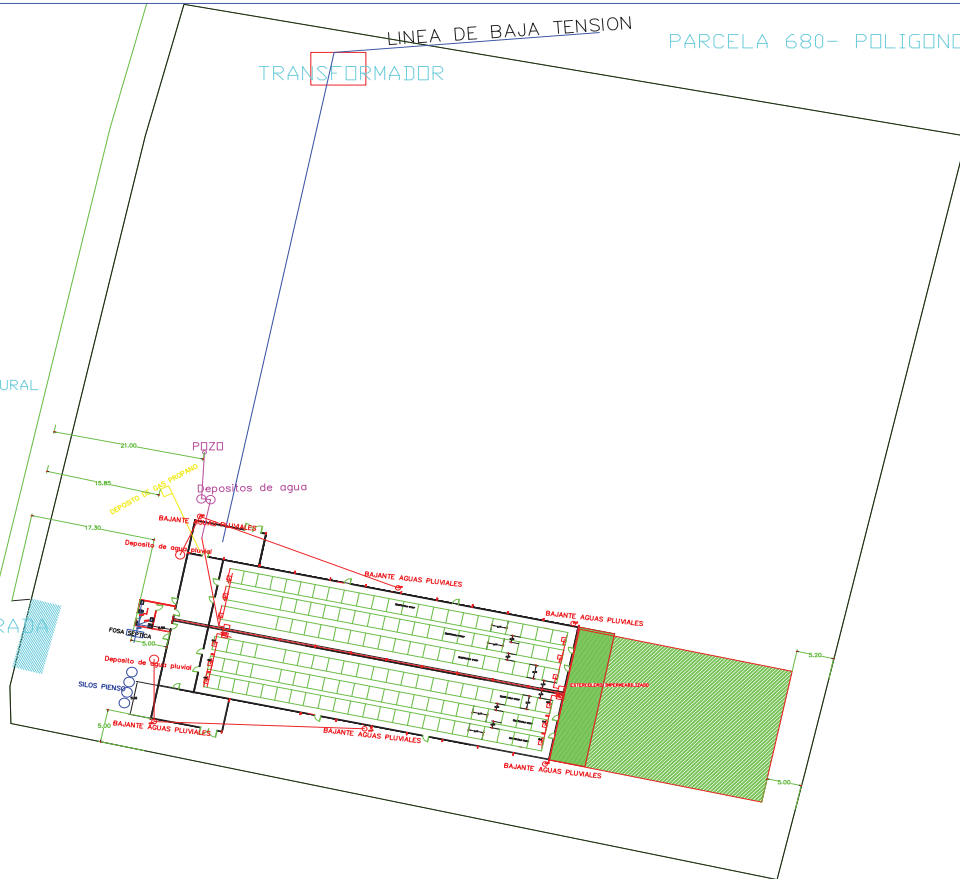 LINEA DE BAJA TENSION
PARCELA 680- POLIGONO
TRANSFORMADOR
URAL
21.00
POZO
15.85
DEPOSITO DE GAS PROPANO
Depositos de agua
17.30
BAJANTE AGUAS PLUVIALES
Deposito de agua pluvial
BAJANTE AGUAS PLUVIALES
BAJANTE AGUAS PLUVIALES
RADA
FOSA SEPTICA
5.00
Deposito de agua pluvial
5.20
SILOS PIENSO
ESTERCOLERO IMPERMEABILIZADO
5.00
BAJANTE AGUAS PLUVIALES
BAJANTE AGUAS PLUVIALES
BAJANTE AGUAS PLUVIALES
5.00